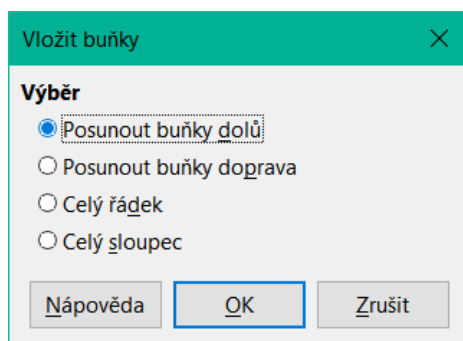 Vložit buňky
Výběr
Posunout buňky dolů
Posunout buňky doprava
Celý řádek
Celý sloupec
Nápověda OK Zrušit